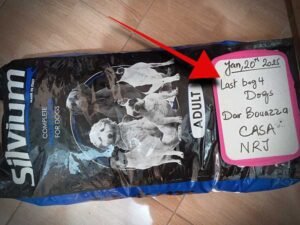 Silvium
COMPLETE
FOR DOGS
ADULT
Jan, 20th 2025
Last bag 4
Dogs
Dar Bouazza
CASA
NRJ